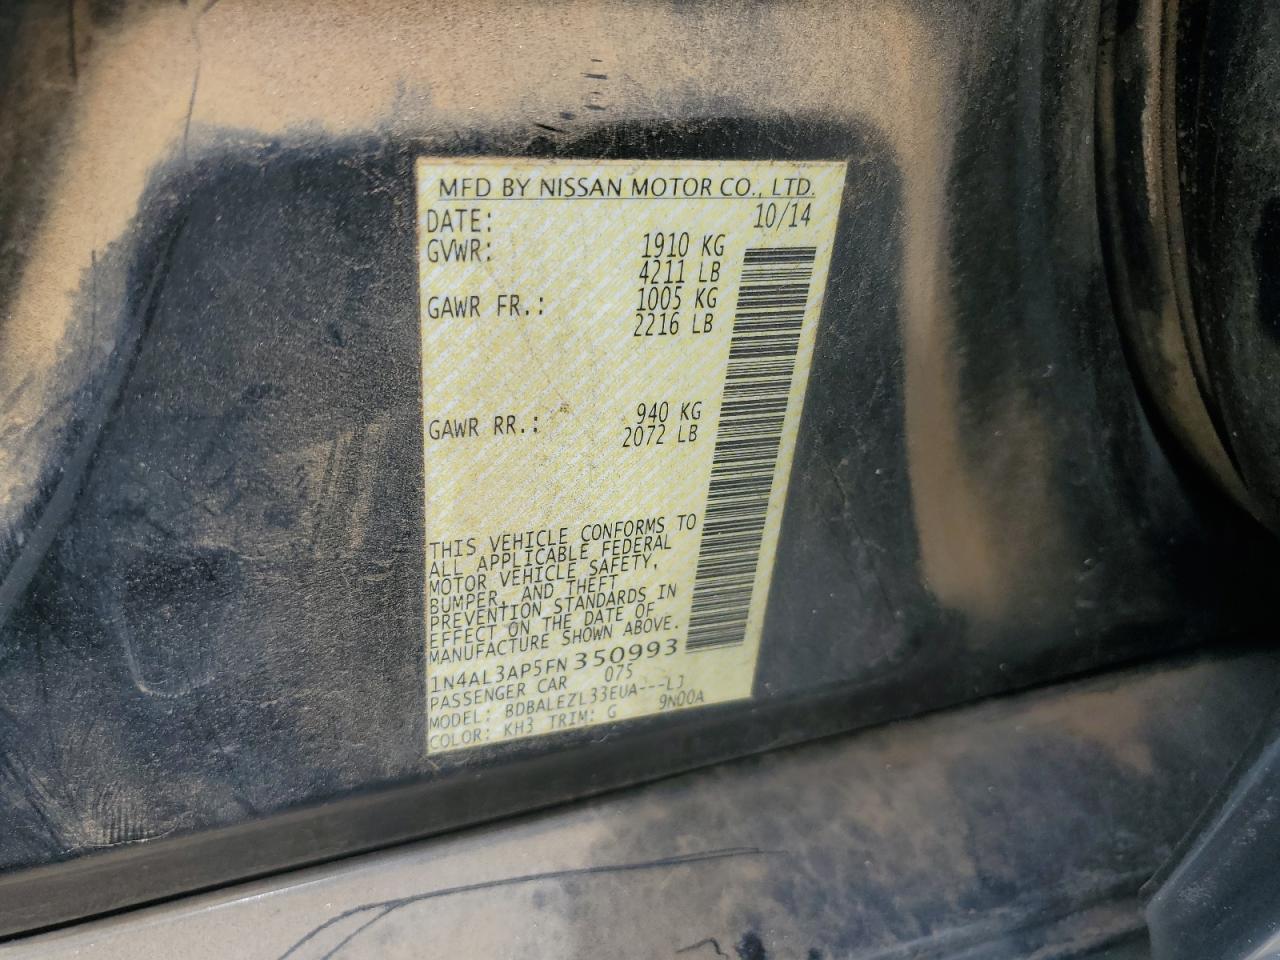 MFD BY NISSAN MOTOR CO., LTD.
DATE: 10/14
GVWR: 1910 KG
4211 LB
GAWR FR.: 1005 KG
2216 LB
GAWR RR.: 940 KG
2072 LB
THIS VEHICLE CONFORMS TO
ALL APPLICABLE FEDERAL
MOTOR VEHICLE SAFETY,
BUMPER, AND THEFT
PREVENTION STANDARDS IN
EFFECT ON THE DATE OF
MANUFACTURE SHOWN ABOVE.
1N4AL3AP5FN350993
PASSENGER CAR 075
MODEL: BDBALEZL33EUA---LJ
COLOR: KH3 TRIM: G 9N00A